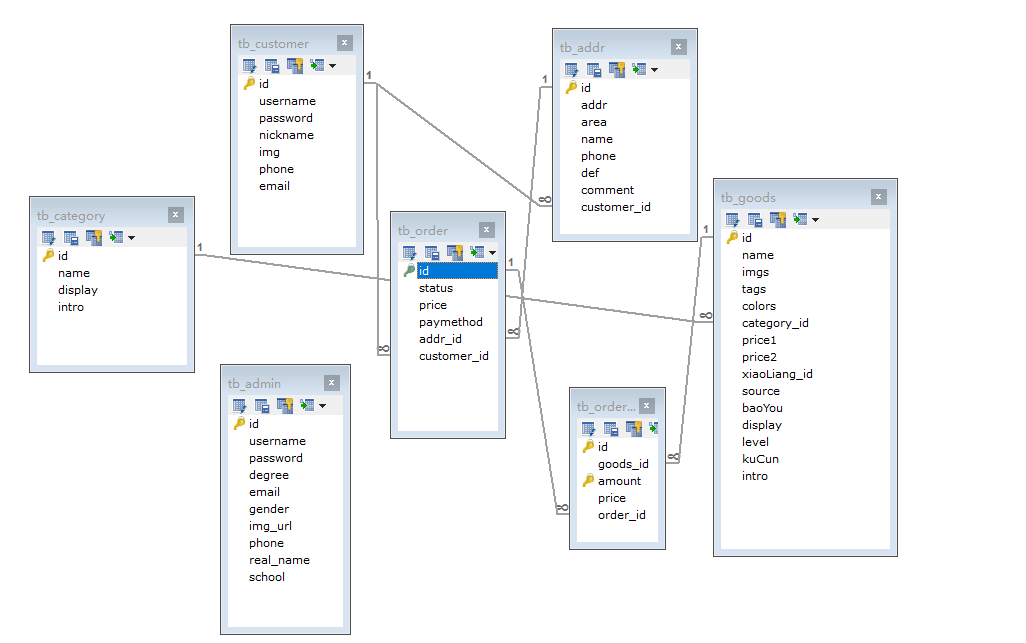 tb_customer
id
username
password
nickname
img
phone
email
tb_addr
id
addr
area
name
phone
def
comment
customer_id
tb_category
id
name
display
intro
tb_order
id
status
price
paymethod
addr_id
customer_id
tb_goods
id
name
imgs
tags
colors
category_id
price1
price2
xiaoLiang_id
source
baoYou
display
level
kuCun
intro
tb_admin
id
username
password
degree
email
gender
img_url
phone
real_name
school
tb_order...
id
goods_id
amount
price
order_id
1
1
1
1
1
∞
∞
∞
∞
∞
∞